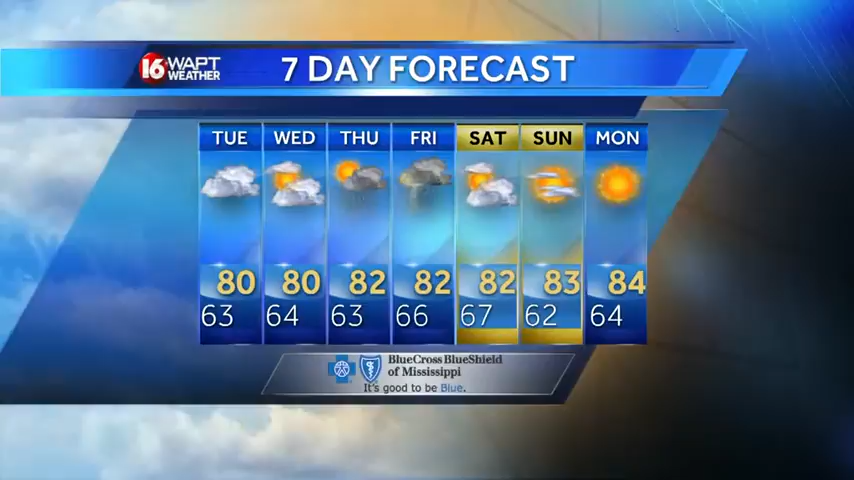 16 WAPT
WEATHER
7 DAY FORECAST
TUE WED THU FRI SAT SUN MON
80 80 82 82 82 83 84
63 64 63 66 67 62 64
BlueCross BlueShield
of Mississippi
It's good to be Blue.